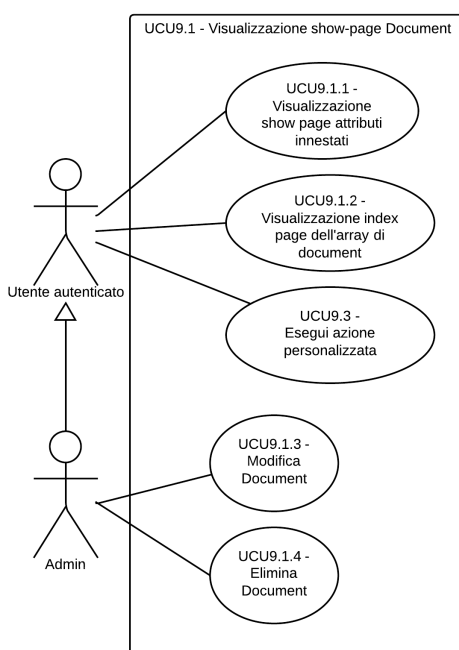 UCU9.1 - Visualizzazione show-page Document
UCU9.1.1 -
Visualizzazione
show page attributi
innestati
UCU9.1.2 -
Visualizzazione index
page dell'array di
document
Utente autenticato
UCU9.3 -
Esegui azione
personalizzata
UCU9.1.3 -
Modifica
Document
UCU9.1.4 -
Elimina
Document
Admin